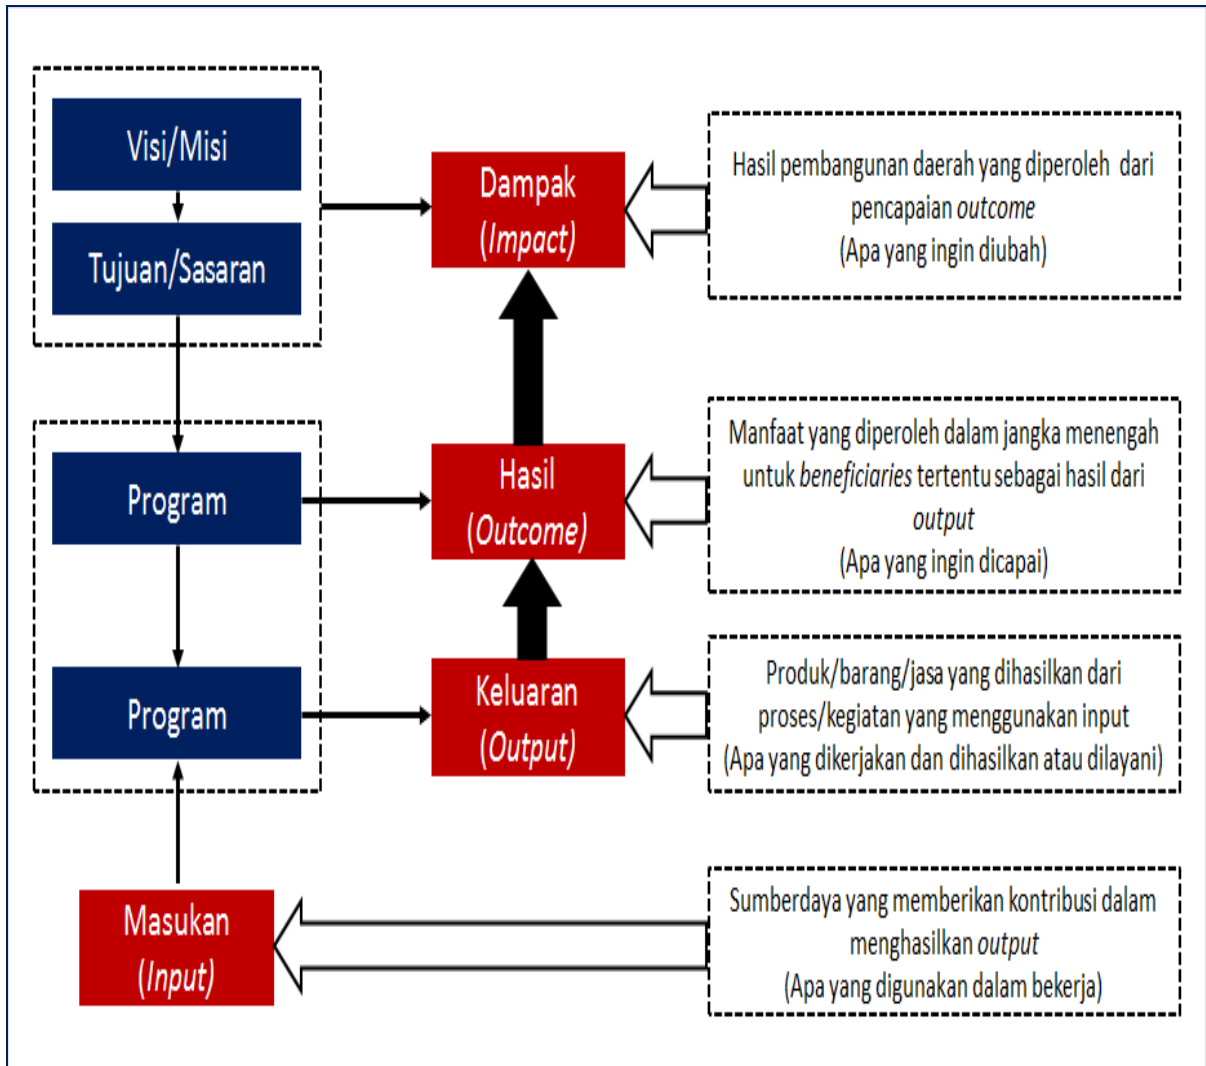 Visi/Misi
Tujuan/Sasaran
Dampak
(Impact)
Hasil pembangunan daerah yang diperoleh dari
pencapaian outcome
(Apa yang ingin diubah)
Program
Hasil
(Outcome)
Manfaat yang diperoleh dalam jangka menengah
untuk beneficiaries tertentu sebagai hasil dari
output
(Apa yang ingin dicapai)
Program
Keluaran
(Output)
Produk/barang/jasa yang dihasilkan dari
proses/kegiatan yang menggunakan input
(Apa yang dikerjakan dan dihasilkan atau dilayani)
Masukan
(Input)
Sumberdaya yang memberikan kontribusi dalam
menghasilkan output
(Apa yang digunakan dalam bekerja)